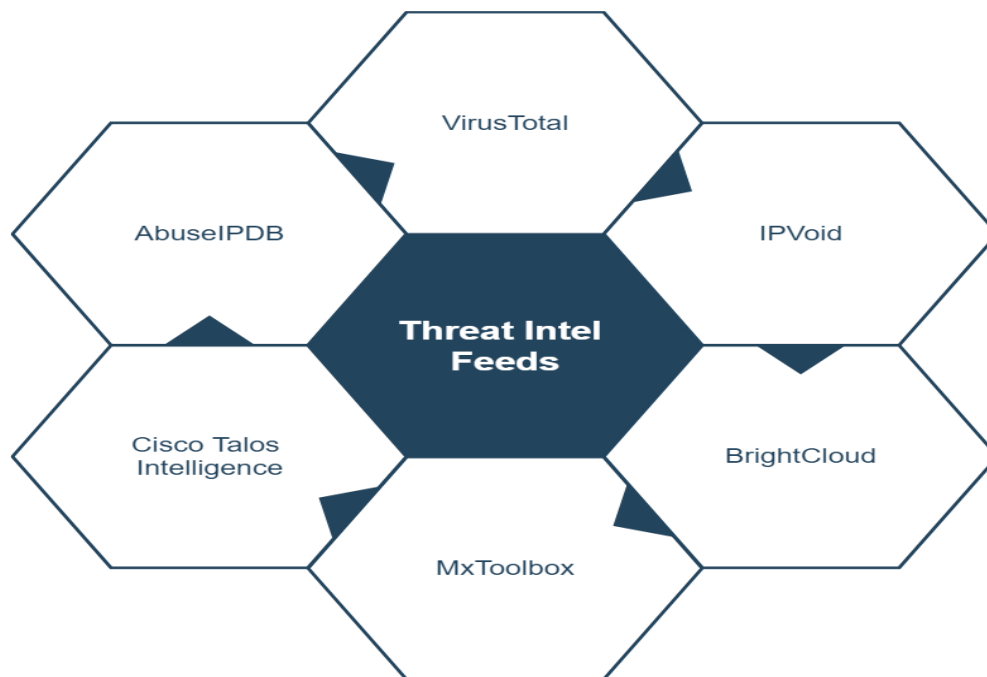 VirusTotal
AbuseIPDB
IPVoid
Threat Intel
Feeds
Cisco Talos
Intelligence
BrightCloud
MxToolbox